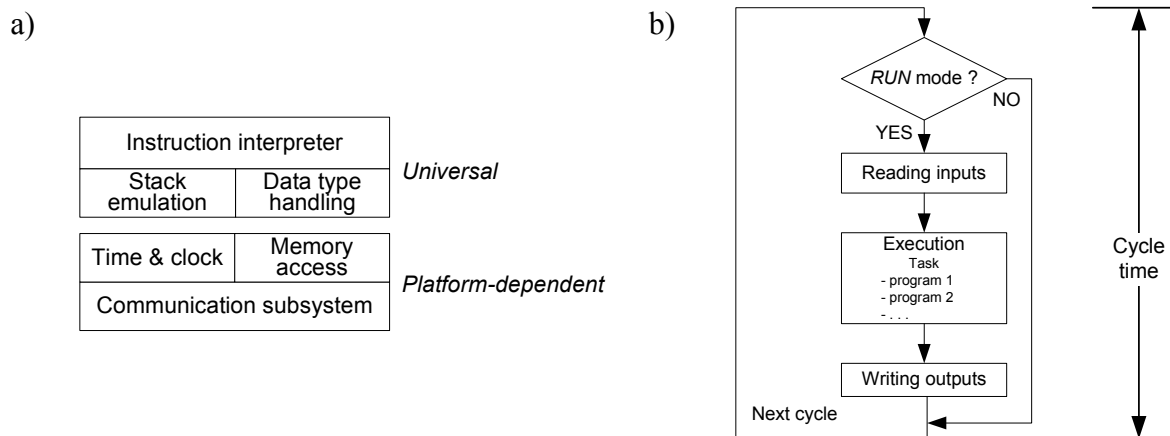 a)
Instruction interpreter
Stack
emulation
Data type
handling
Universal
Time & clock
Memory
access
Communication subsystem
Platform-dependent
b)
RUN mode ?
NO
YES
Reading inputs
Execution
Task
- program 1
- program 2
- . . .
Writing outputs
Next cycle
Cycle
time